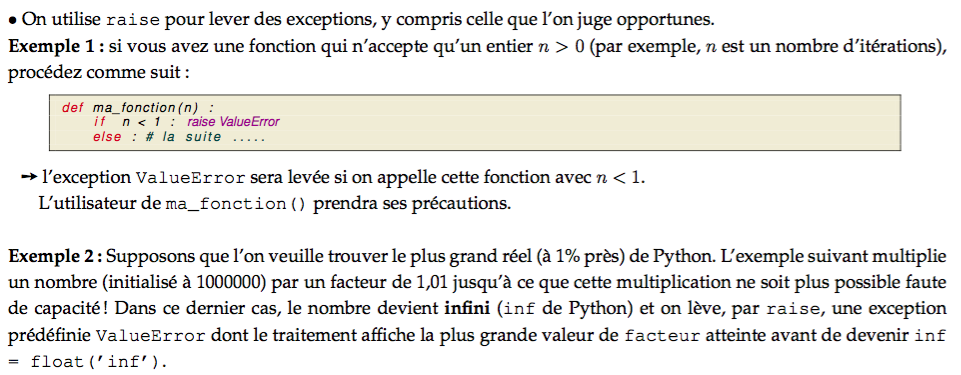 • On utilise raise pour lever des exceptions, y compris celle que l'on juge opportunes.
Exemple 1 : si vous avez une fonction qui n'accepte qu'un entier n > 0 (par exemple, n est un nombre d'itérations),
procédez comme suit :
def ma_fonction(n) :
if n < 1 : raise ValueError
else : # la suite .....
➙ l'exception ValueError sera levée si on appelle cette fonction avec n < 1.
L'utilisateur de ma_fonction() prendra ses précautions.
Exemple 2 : Supposons que l'on veuille trouver le plus grand réel (à 1% près) de Python. L'exemple suivant multiplie
un nombre (initialisé à 1000000) par un facteur de 1,01 jusqu'à ce que cette multiplication ne soit plus possible faute
de capacité! Dans ce dernier cas, le nombre devient infini (inf de Python) et on lève, par raise, une exception
prédéfinie ValueError dont le traitement affiche la plus grande valeur de facteur atteinte avant de devenir inf
= float('inf').